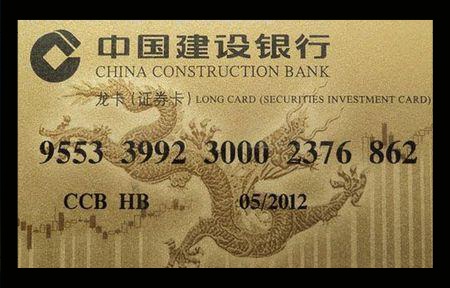 中国建设银行
CHINA CONSTRUCTION BANK
龙卡(证券卡) LONG CARD (SECURITIES INVESTMENT CARD)
9553 3992 3000 2376 862
CCB HB 05/2012